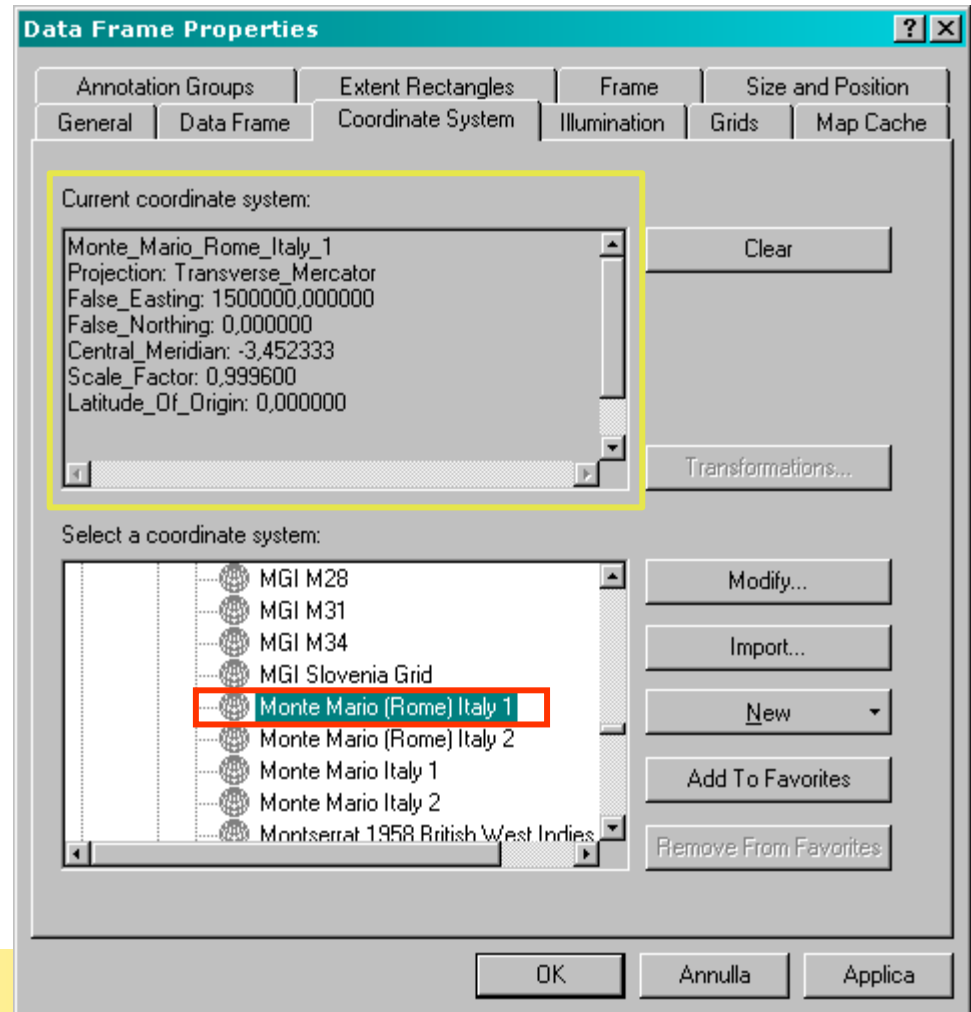 Data Frame Properties
Annotation Groups Extent Rectangles Frame Size and Position
General Data Frame Coordinate System Illumination Grids Map Cache
Current coordinate system:
Monte_Mario_Rome_Italy_1
Projection: Transverse_Mercator
False_Easting: 1500000,000000
False_Northing: 0,000000
Central_Meridian: -3,452333
Scale_Factor: 0,999600
Latitude_Of_Origin: 0,000000
Clear
Transformations...
Select a coordinate system:
MGI M28
MGI M31
MGI M34
MGI Slovenia Grid
Monte Mario (Rome) Italy 1
Monte Mario (Rome) Italy 2
Monte Mario Italy 1
Monte Mario Italy 2
Montserrat 1958 British West Indies
Modify...
Import...
New
Add To Favorites
Remove From Favorites
OK Annulla Applica